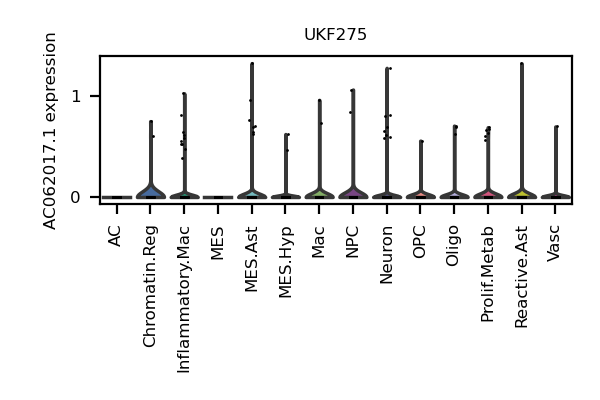 UKF275
AC062017.1 expression
1
0
AC
Chromatin.Reg
Inflammatory.Mac
MES
MES.Ast
MES.Hyp
Mac
NPC
Neuron
OPC
Oligo
Prolif.Metab
Reactive.Ast
Vasc